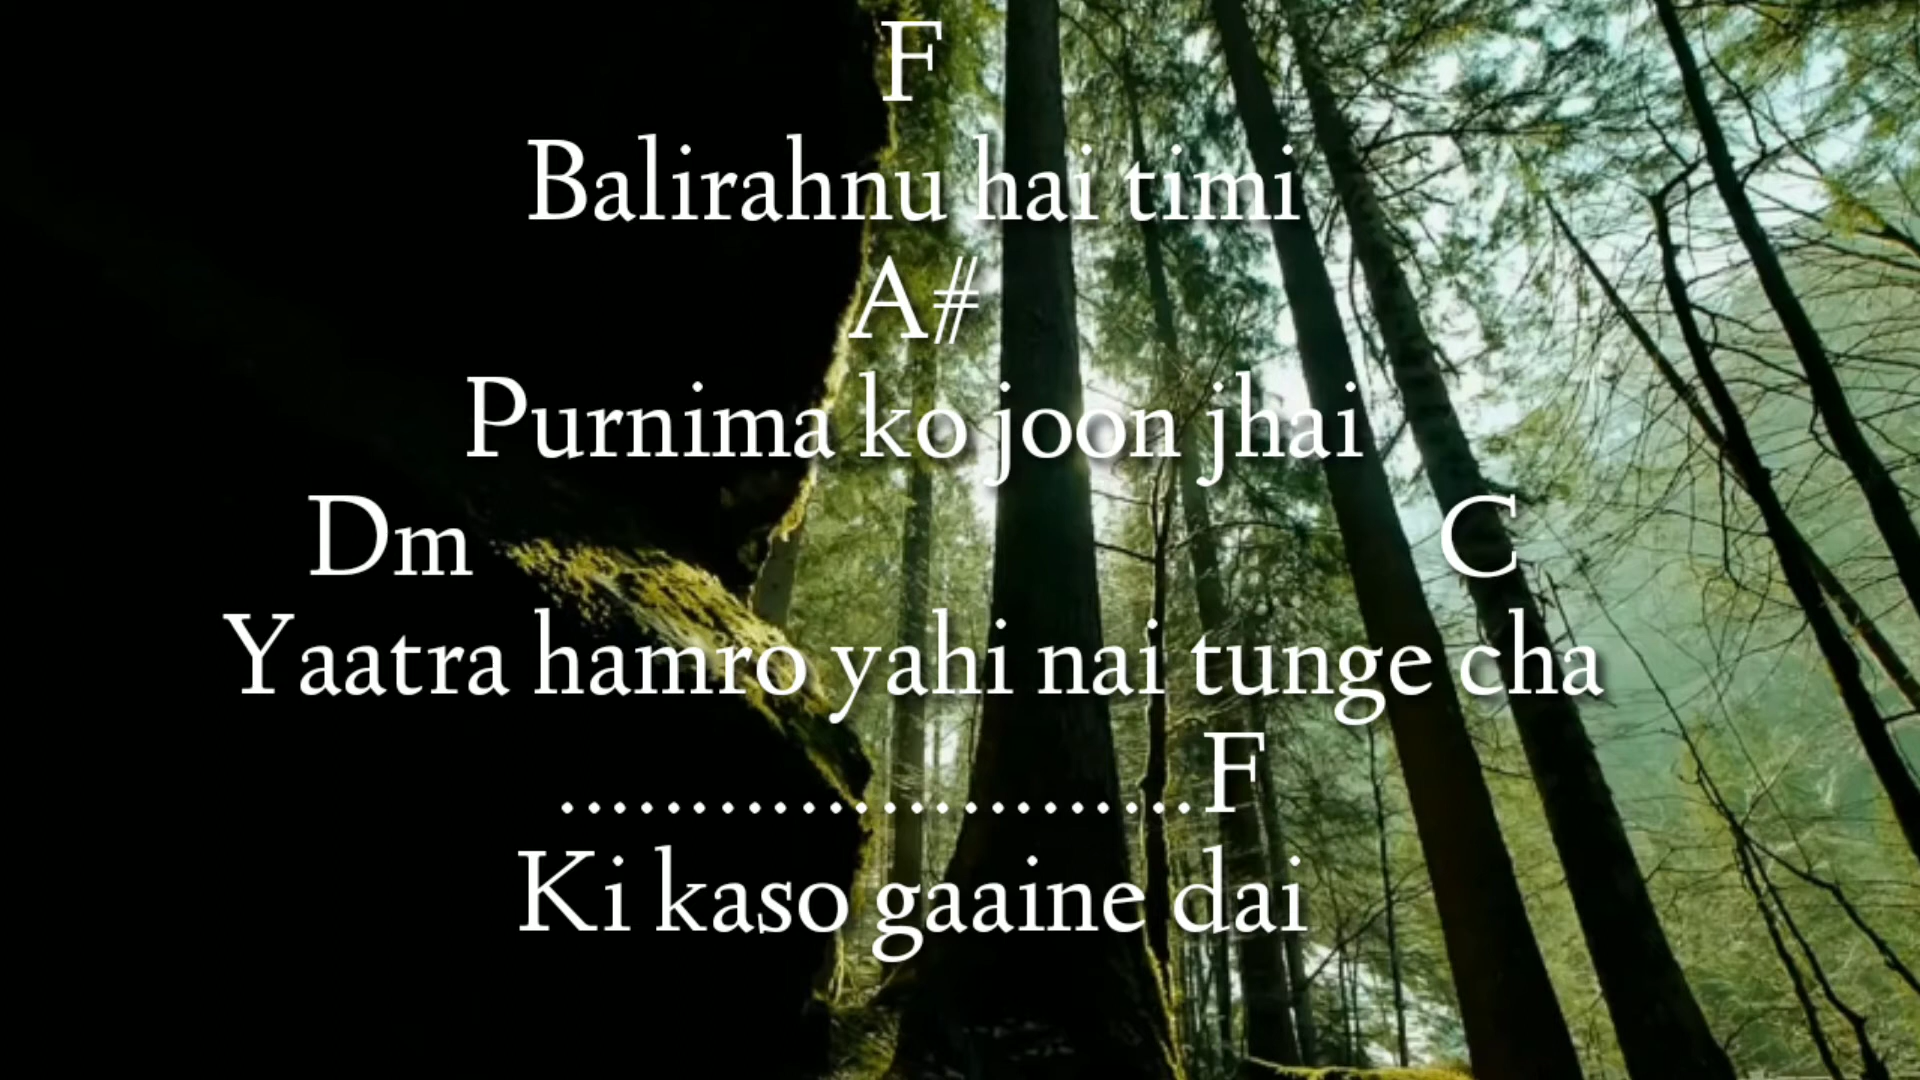 F
Balirahnu hai timi
A#
Purnima ko joon jhai
Dm C
Yaatra hamro yahi nai tunge cha
........................F
Ki kaso gaaine dai